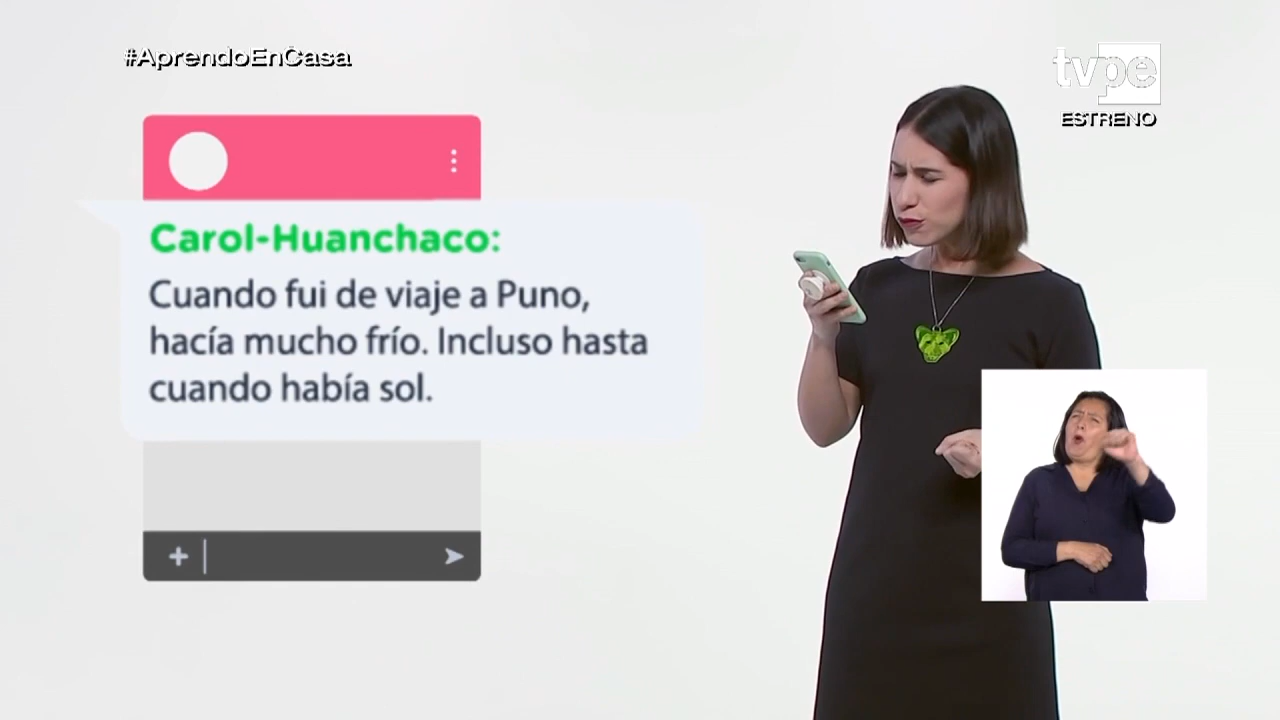 #AprendoEnCasa
tvpe
ESTRENO
Carol-Huanchaco:
Cuando fui de viaje a Puno,
hacía mucho frío. Incluso hasta
cuando había sol.